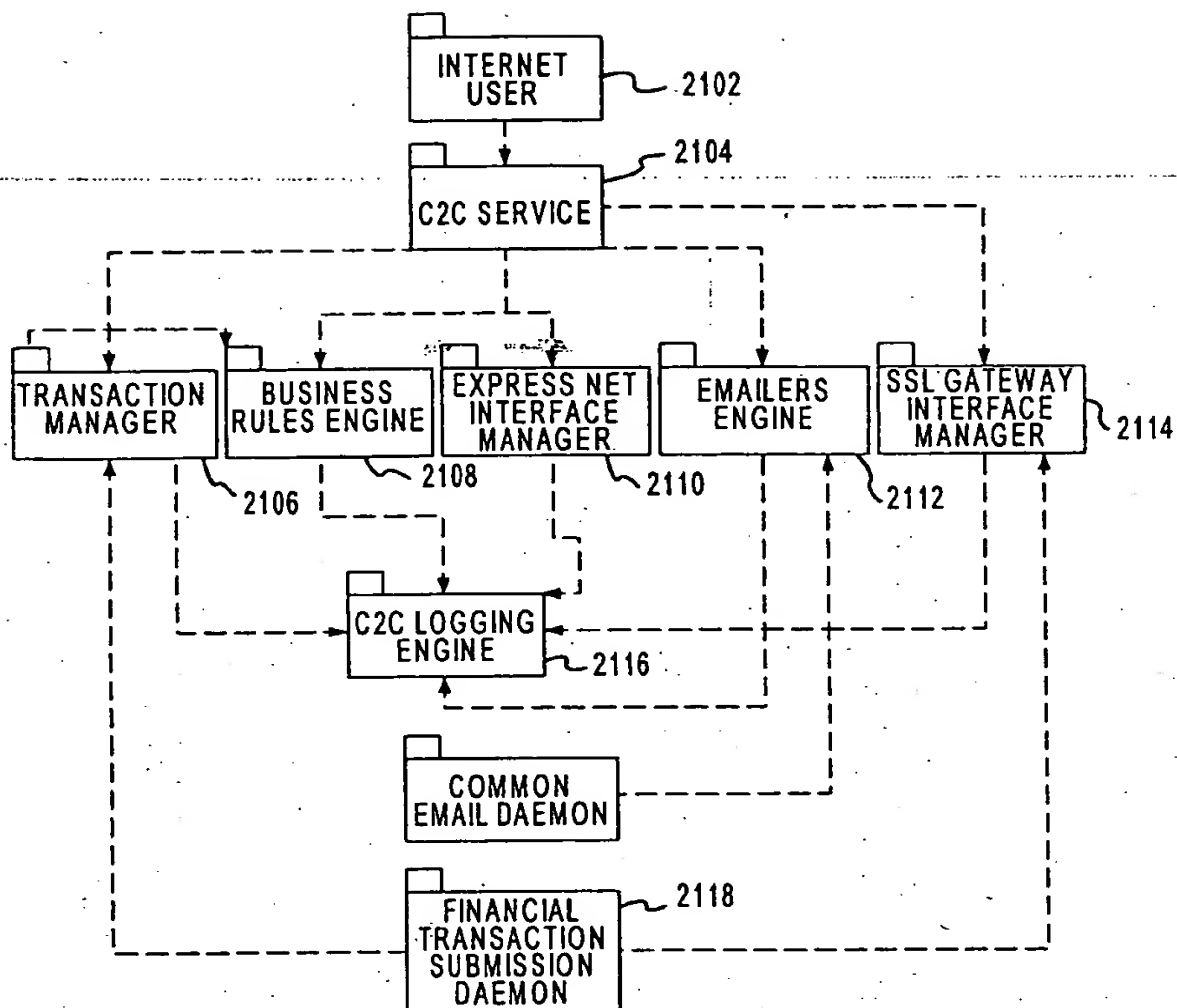 INTERNET
USER
2102
2104
C2C SERVICE
TRANSACTION
MANAGER
2106
BUSINESS
RULES ENGINE
2108
EXPRESS NET
INTERFACE
MANAGER
2110
EMAILERS
ENGINE
2112
SSL GATEWAY
INTERFACE
MANAGER
2114
C2C LOGGING
ENGINE
2116
COMMON
EMAIL DAEMON
2118
FINANCIAL
TRANSACTION
SUBMISSION
DAEMON